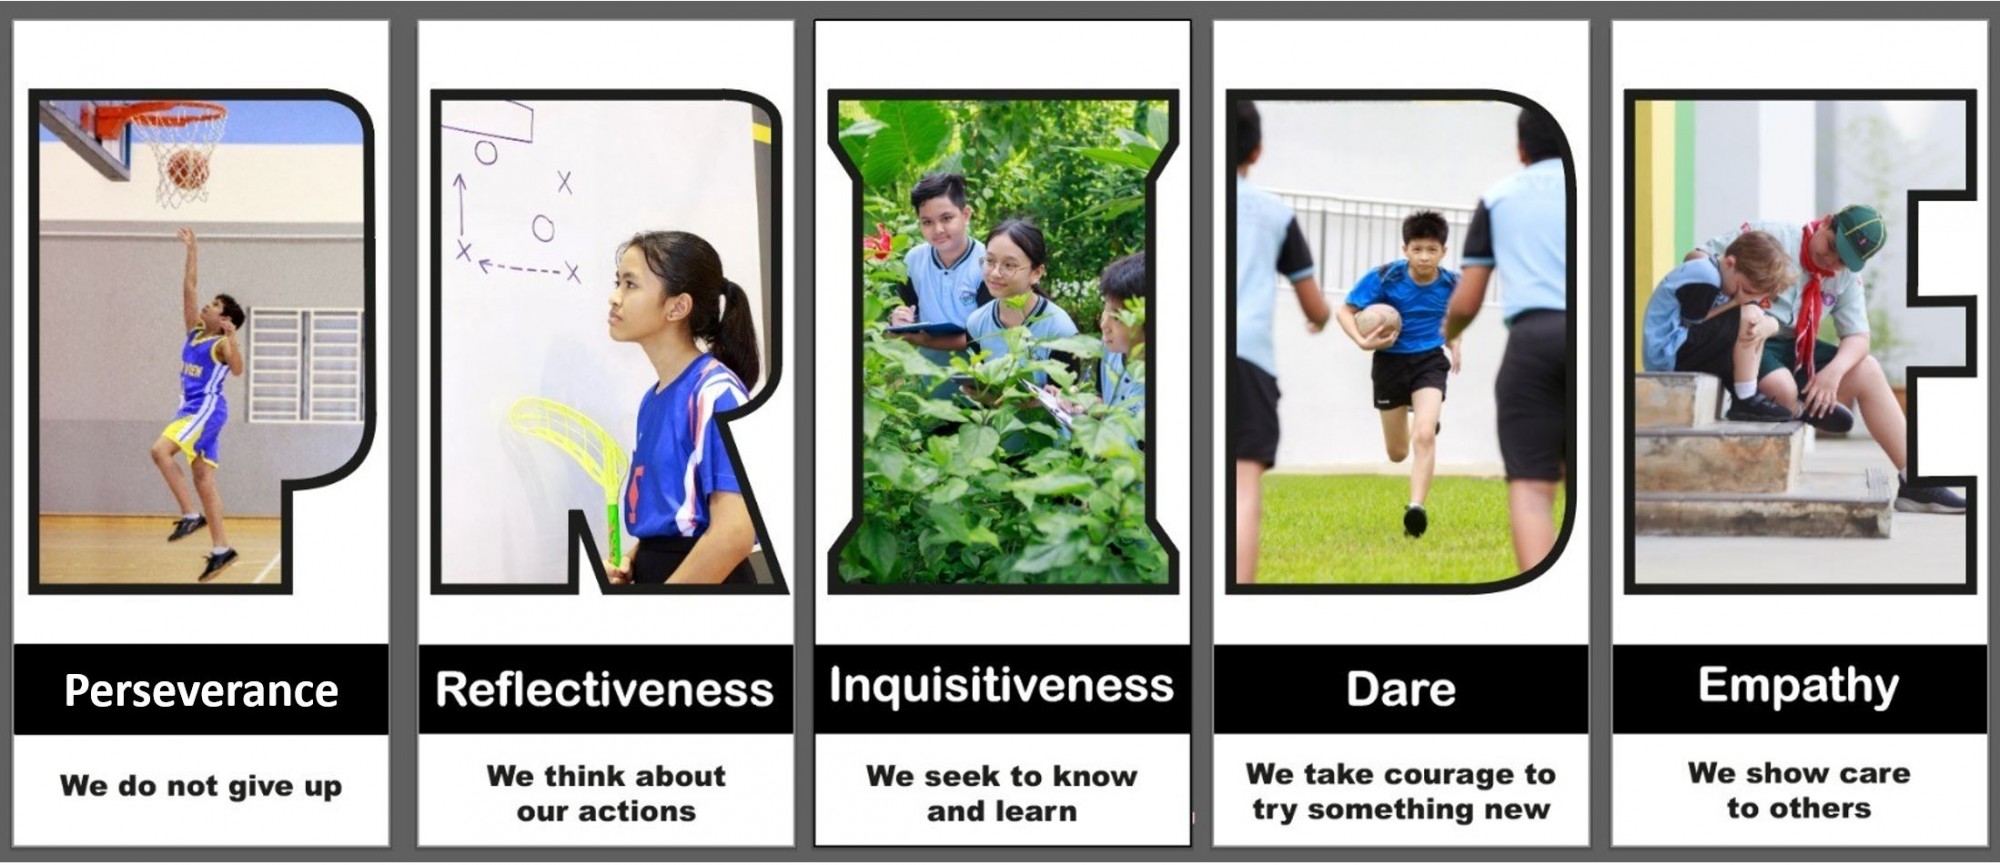 P
R
I
D
E
VIEW
Perseverance
Reflectiveness
Inquisitiveness
Dare
Empathy
We do not give up
We think about
our actions
We seek to know
and learn
We take courage to
try something new
We show care
to others